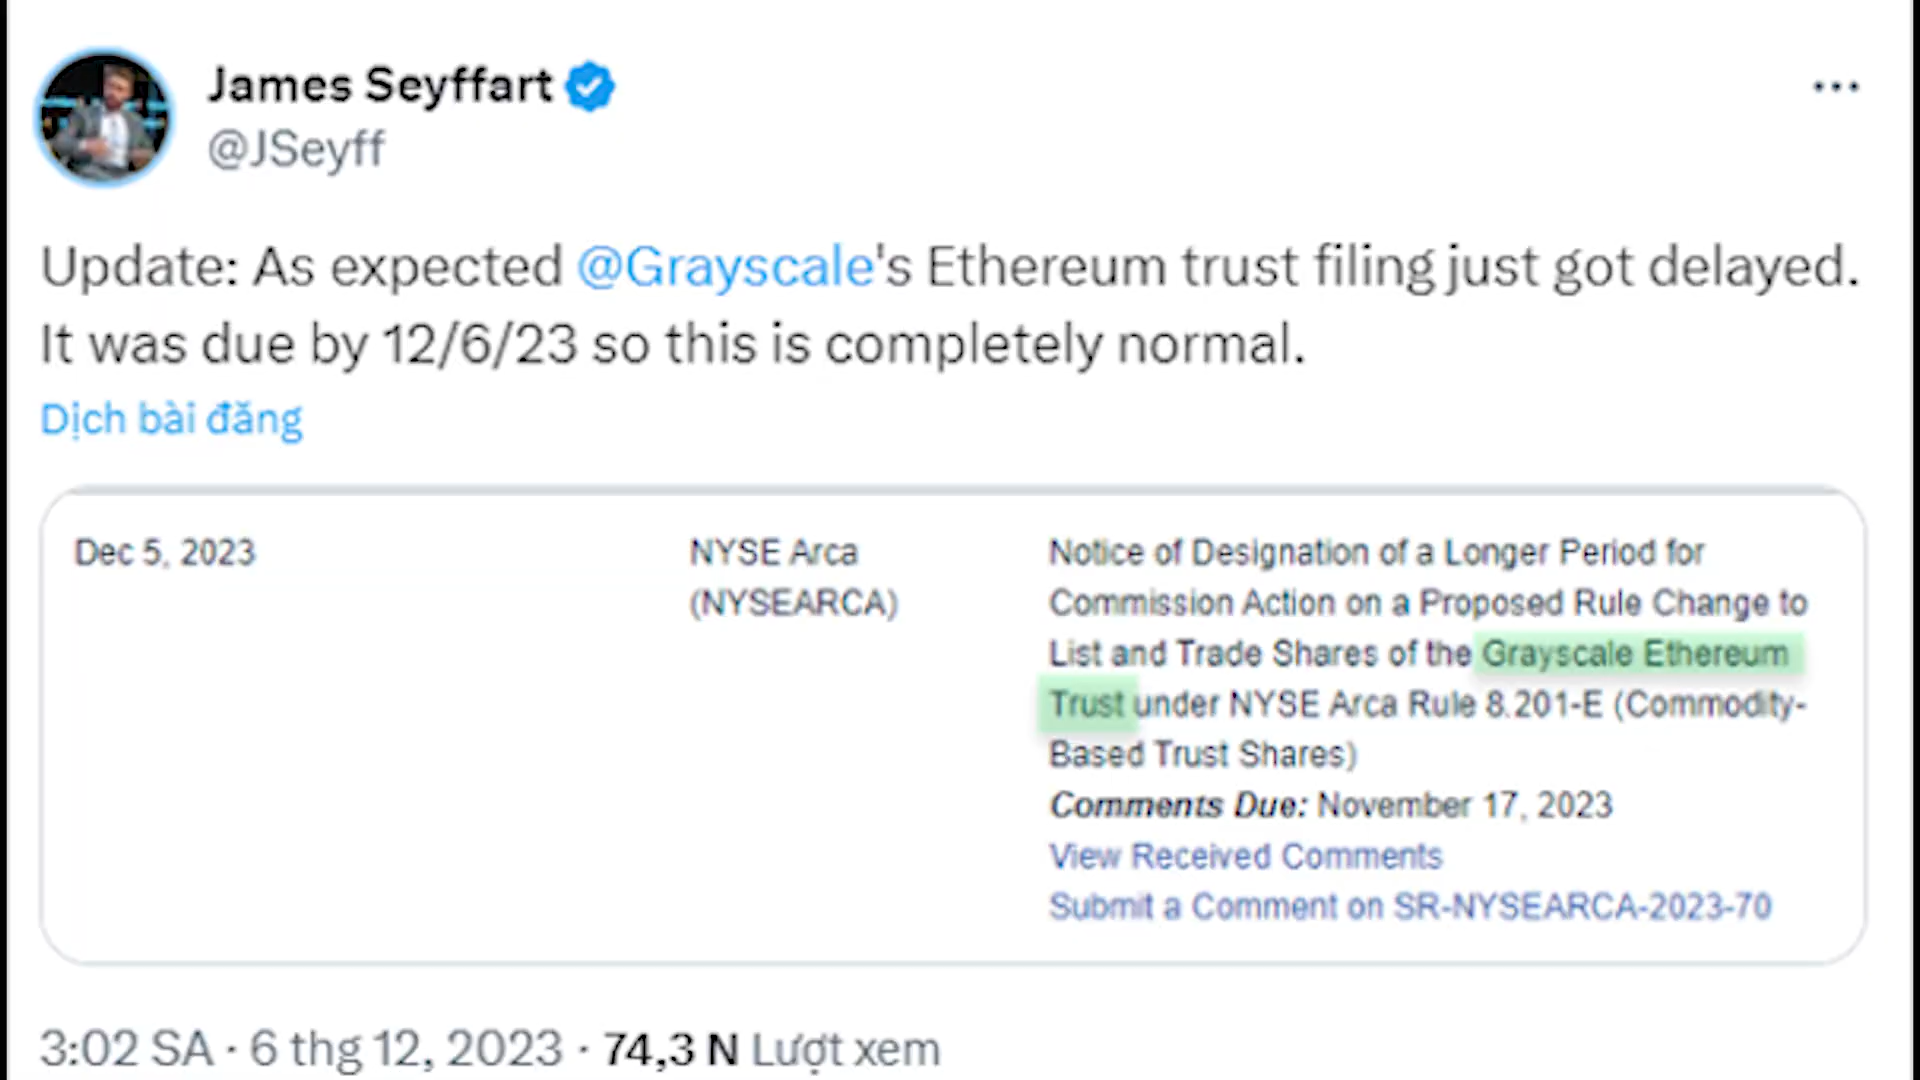 James Seyffart
@JSeyff
Update: As expected @Grayscale's Ethereum trust filing just got delayed.
It was due by 12/6/23 so this is completely normal.
Dịch bài đăng
Dec 5, 2023
NYSE Arca
(NYSEARCA)
Notice of Designation of a Longer Period for
Commission Action on a Proposed Rule Change to
List and Trade Shares of the Grayscale Ethereum
Trust under NYSE Arca Rule 8.201-E (Commodity-
Based Trust Shares)
Comments Due: November 17, 2023
View Received Comments
Submit a Comment on SR-NYSEARCA-2023-70
3:02 SA · 6 thg 12, 2023 · 74,3 N Lượt xem